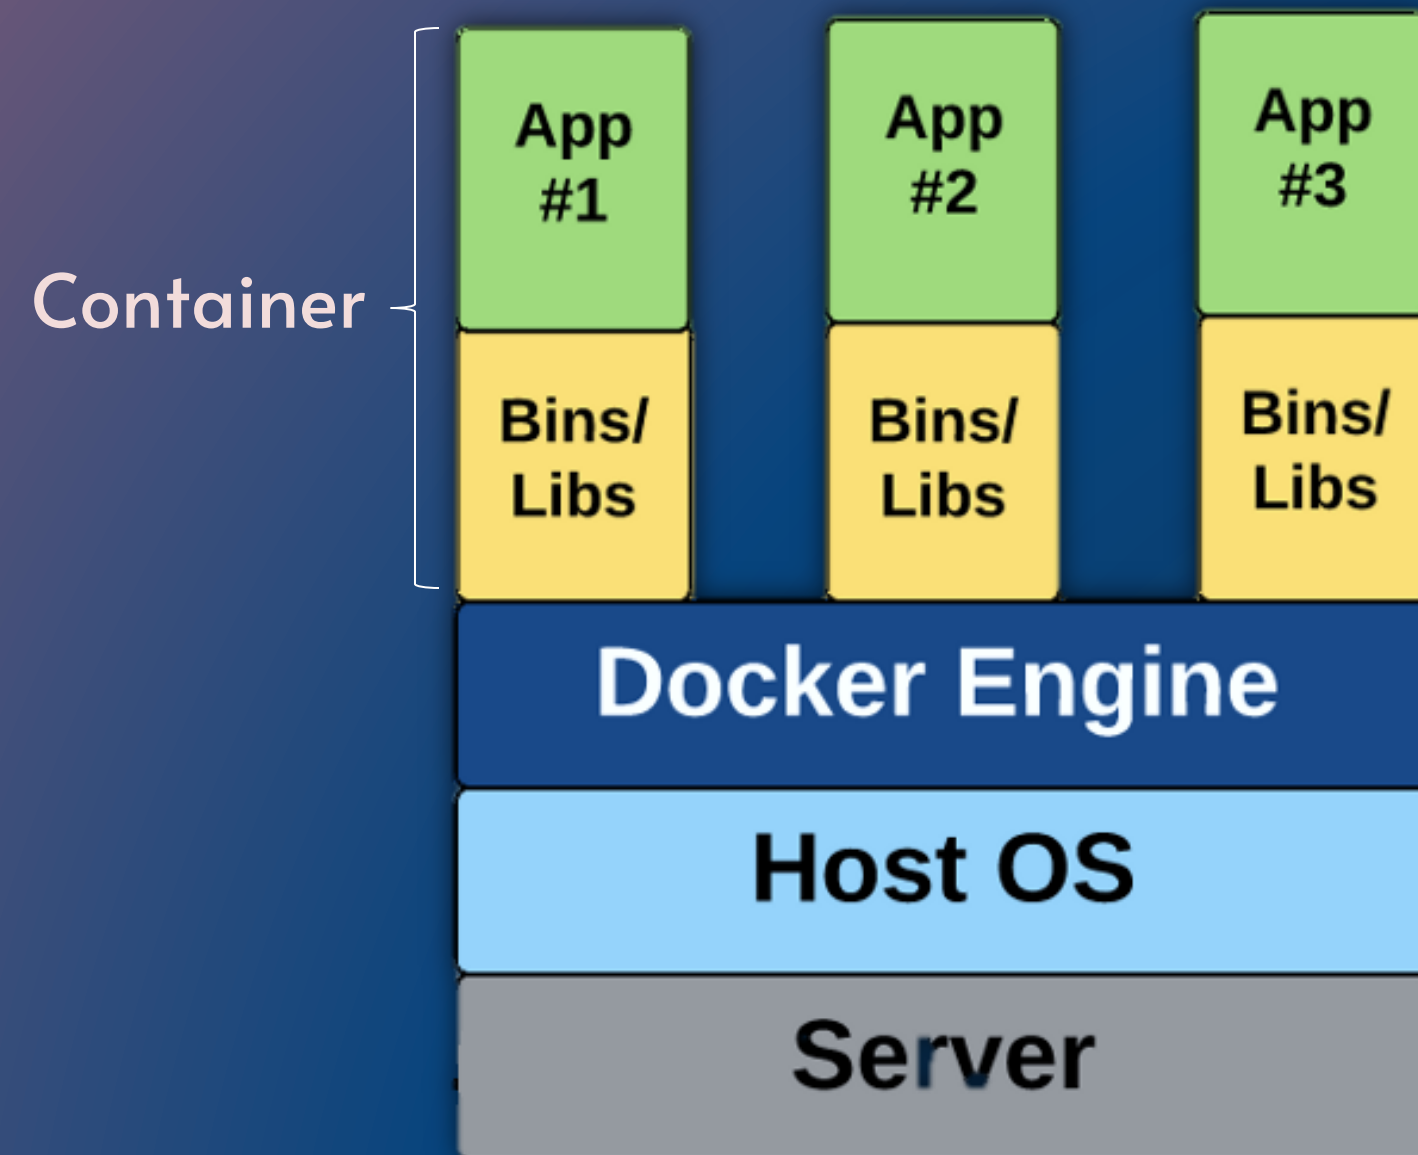 App
#1
App
#2
App
#3
Container
Bins/
Libs
Bins/
Libs
Bins/
Libs
Docker Engine
Host OS
Server